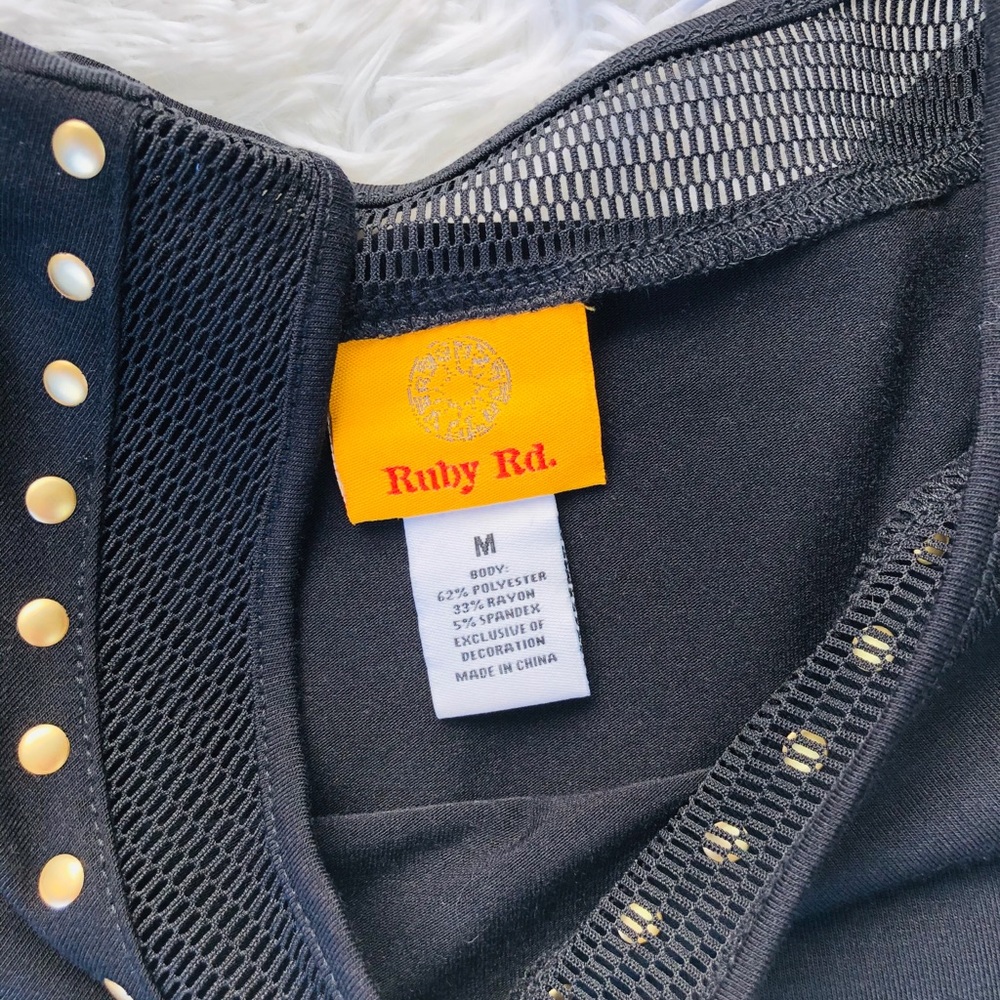 Ruby Rd.
M
BODY:
62% POLYESTER
33% RAYON
5% SPANDEX
EXCLUSIVE OF
DECORATION
MADE IN CHINA